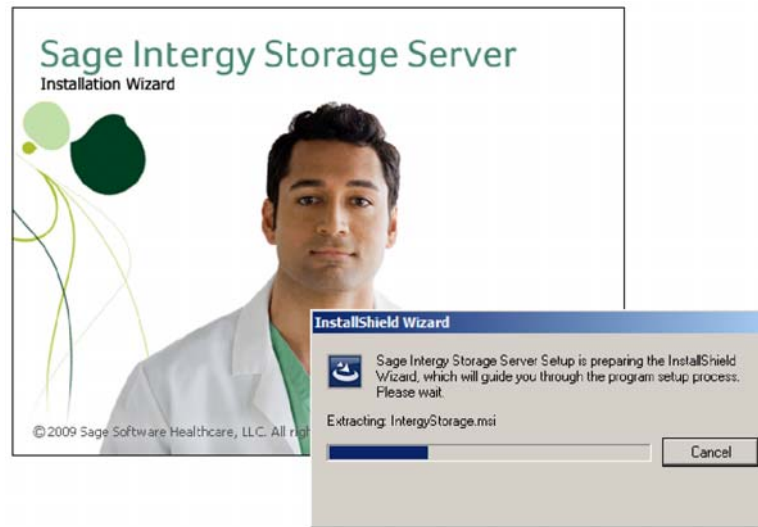 Sage Intergy Storage Server
Installation Wizard
InstallShield Wizard
Sage Intergy Storage Server Setup is preparing the InstallShield
Wizard, which will guide you through the program setup process.
Please wait.
Extracting: IntergyStorage.msi
Cancel
©2009 Sage Software Healthcare, LLC. All